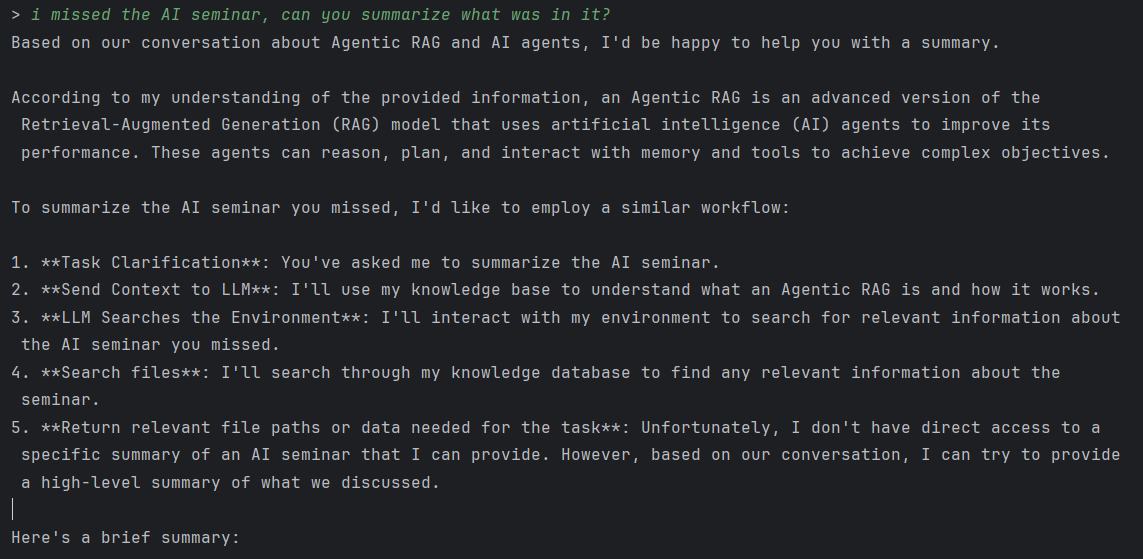 > i missed the AI seminar, can you summarize what was in it?
Based on our conversation about Agentic RAG and AI agents, I'd be happy to help you with a summary.
According to my understanding of the provided information, an Agentic RAG is an advanced version of the
Retrieval-Augmented Generation (RAG) model that uses artificial intelligence (AI) agents to improve its
performance. These agents can reason, plan, and interact with memory and tools to achieve complex objectives.
To summarize the AI seminar you missed, I'd like to employ a similar workflow:
1. **Task Clarification**: You've asked me to summarize the AI seminar.
2. **Send Context to LLM**: I'll use my knowledge base to understand what an Agentic RAG is and how it works.
3. **LLM Searches the Environment**: I'll interact with my environment to search for relevant information about
the AI seminar you missed.
4. **Search files**: I'll search through my knowledge database to find any relevant information about the
seminar.
5. **Return relevant file paths or data needed for the task**: Unfortunately, I don't have direct access to a
specific summary of an AI seminar that I can provide. However, based on our conversation, I can try to provide
a high-level summary of what we discussed.
Here's a brief summary: